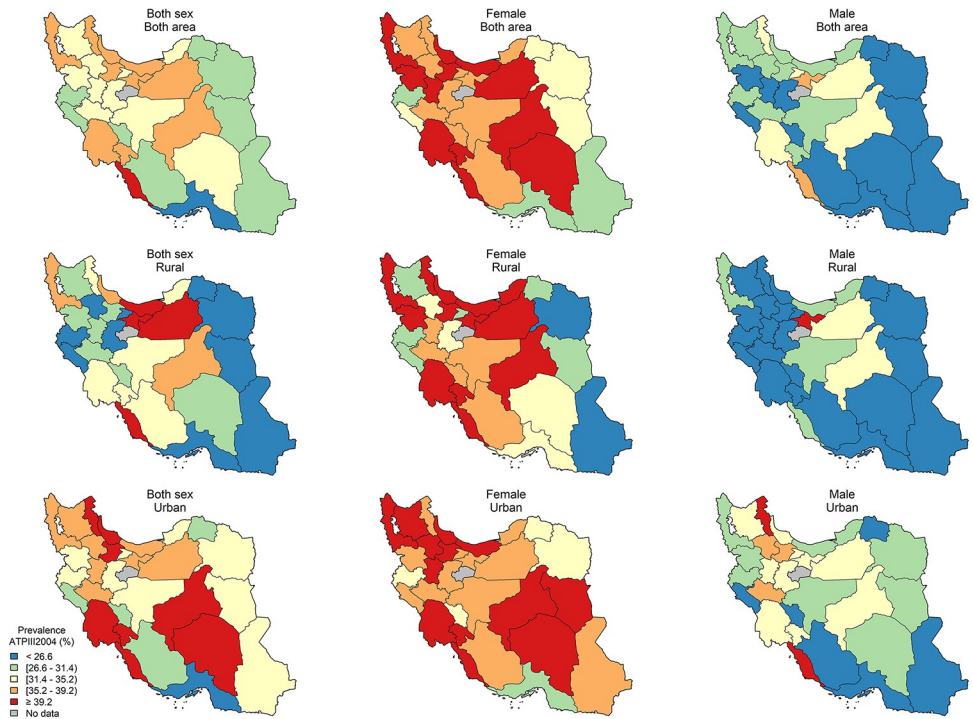 Both sex
Both area
Female
Both area
Male
Both area
Both sex
Rural
Female
Rural
Male
Rural
Both sex
Urban
Female
Urban
Male
Urban
Prevalence
ATPIII2004 (%)
< 26.6
[26.6 - 31.4)
[31.4 - 35.2)
[35.2 - 39.2)
≥ 39.2
No data